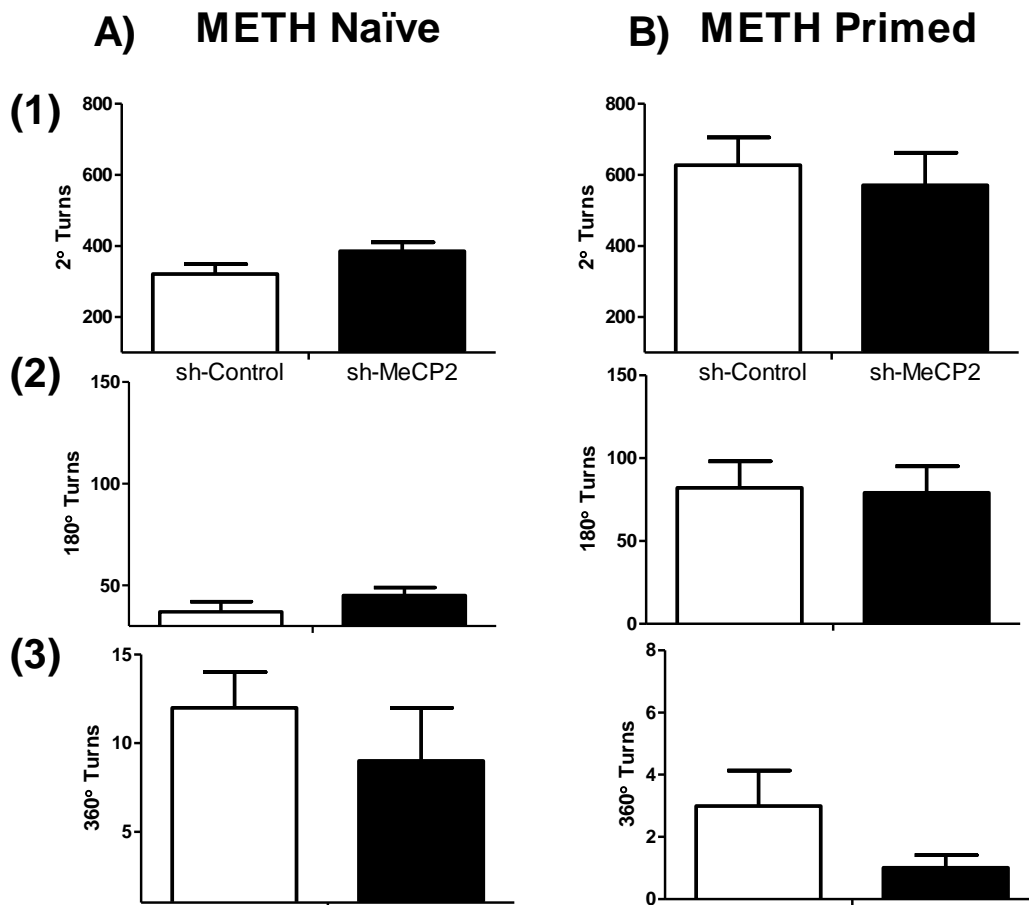 A) METH Naïve
B) METH Primed
(1)
2° Turns
800
600
400
200
sh-Control sh-MeCP2
2° Turns
800
600
400
200
sh-Control sh-MeCP2
(2)
180° Turns
150
100
50
180° Turns
150
100
50
0
(3)
360° Turns
15
10
5
360° Turns
8
6
4
2
0